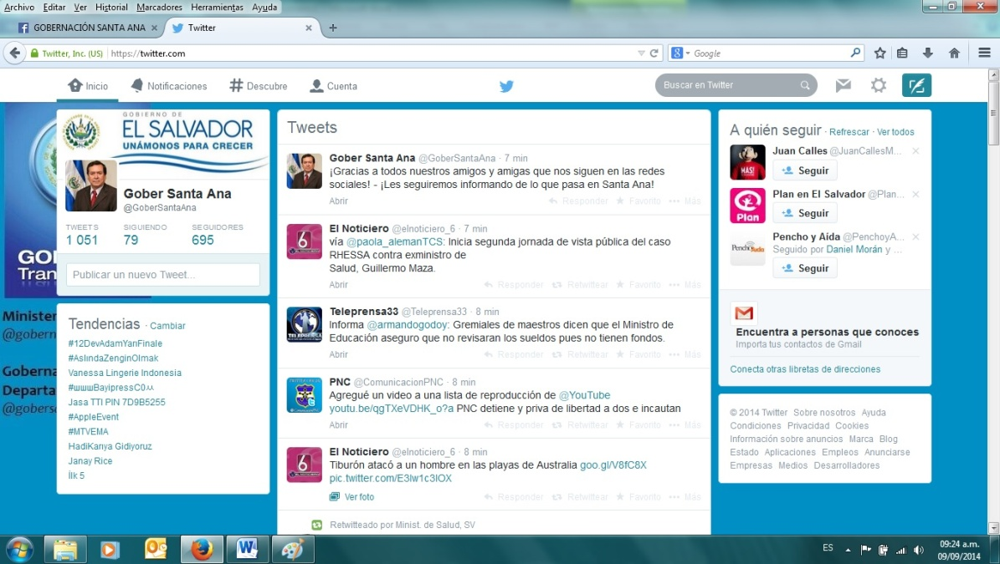 Archivo Editar Ver Historial Marcadores Herramientas Ayuda
GOBERNACIÓN SANTA ANA
Twitter
Twitter, Inc. (US) https://twitter.com
Google
Inicio Notificaciones Descubre Cuenta
Buscar en Twitter
GOBIERNO DE
EL SALVADOR
UNÁMONOS PARA CRECER
Gober Santa Ana
@GoberSantaAna
TWEETS SIGUIENDO SEGUIDORES
1 051 79 695
Publicar un nuevo Tweet...
GOI
Tran
Minister
@gobern
Goberna
Departa
@goberse
Tendencias · Cambiar
#12DevAdamYarıFinale
#AslındaZenginOlmak
Vanessa Lingerie Indonesia
Jasa TTI PIN 7D9B5255
#AppleEvent
#MTVEMA
HadiKanya Gidiyoruz
Janay Rice
İlk 5
Tweets
Gober Santa Ana @GoberSantaAna · 7 min
¡Gracias a todos nuestros amigos y amigas que nos siguen en las redes
sociales! - ¡Les seguiremos informando de lo que pasa en Santa Ana!
Abrir Responder Favorito Más
El Noticiero @elnoticiero_6 · 7 min
vía @paola_alemanTCS: Inicia segunda jornada de vista pública del caso
RHESSA contra exministro de
Salud, Guillermo Maza.
Abrir Responder Retwittear Favorito Más
Teleprensa33 @Teleprensa33 · 8 min
Informa @armandogodoy: Gremiales de maestros dicen que el Ministro de
Educación aseguro que no revisaran los sueldos pues no tienen fondos.
Abrir Responder Retwittear Favorito Más
PNC @ComunicacionPNC · 8 min
Agregué un video a una lista de reproducción de @YouTube
youtu.be/qgTXeVDHK_o?a PNC detiene y priva de libertad a dos e incautan
Abrir Responder Retwittear Favorito Más
El Noticiero @elnoticiero_6 · 8 min
Tiburón atacó a un hombre en las playas de Australia goo.gl/V8fC8X
pic.twitter.com/E3lw1c3IOX
Ver foto Responder Retwittear Favorito Más
Retwitteado por Minist. de Salud, SV
A quién seguir · Refrescar · Ver todos
Juan Calles @JuanCallesM...
Seguir
Plan en El Salvador @Plan...
Seguir
Pencho y Aída @PenchoyA...
Seguido por Daniel Morán y ...
Seguir
MAS!
Plan
Encuentra a personas que conoces
Importa tus contactos de Gmail
Conecta otras libretas de direcciones
© 2014 Twitter Sobre nosotros Ayuda
Condiciones Privacidad Cookies
Información sobre anuncios Marca Blog
Estado Aplicaciones Empleos Anunciarse
Empresas Medios Desarrolladores
ES
09:24 a.m.
09/09/2014